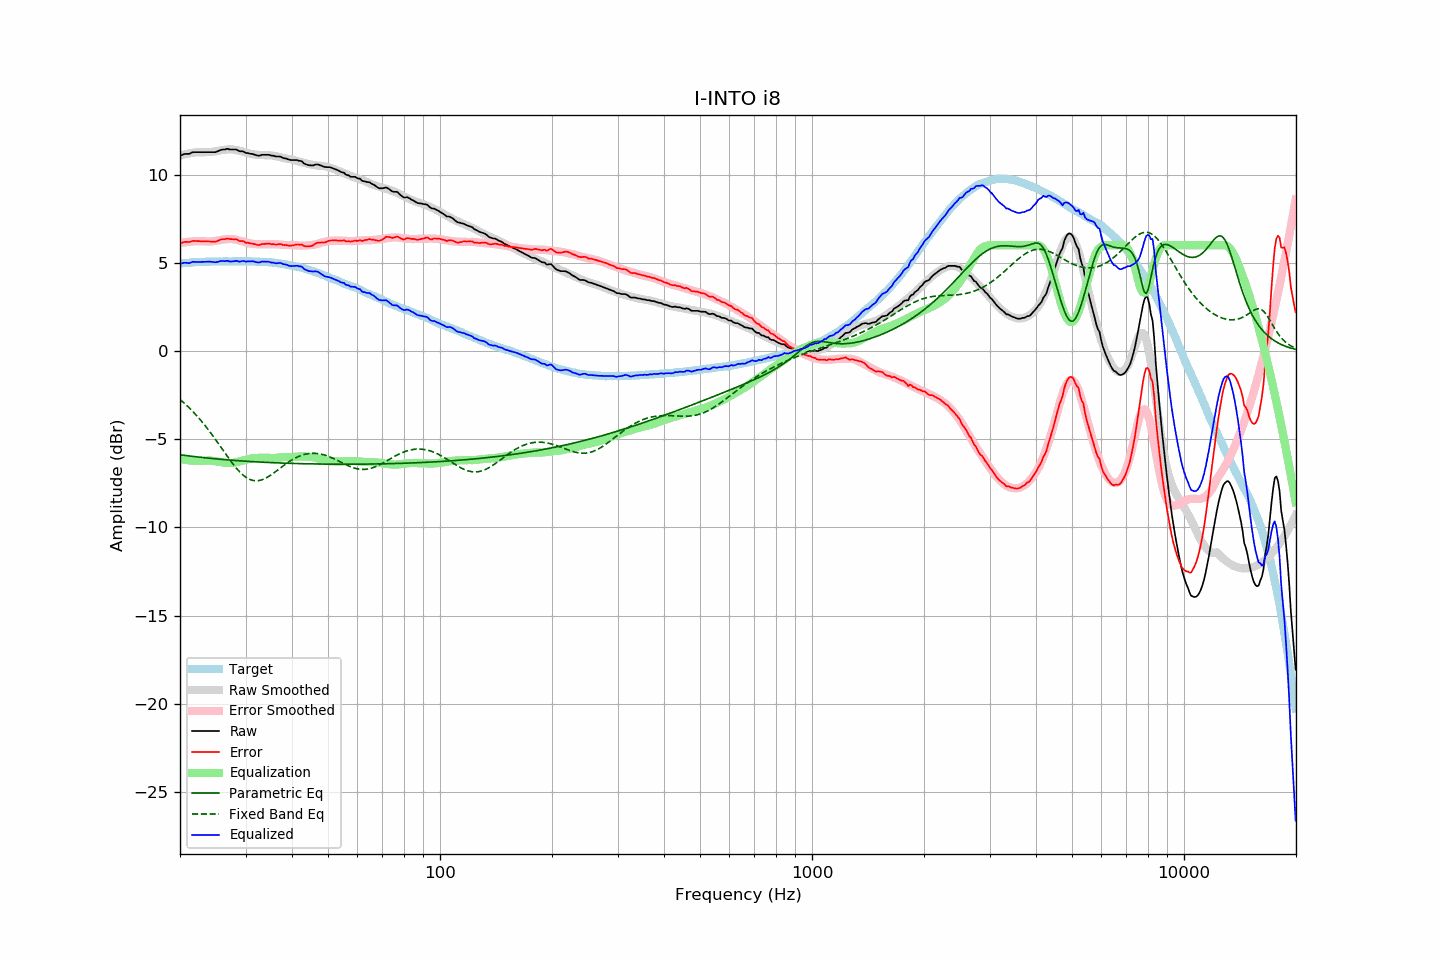 I-INTO i8
10
5
0
−5
−10
−15
−20
−25
Amplitude (dBr)
Target
Raw Smoothed
Error Smoothed
Raw
Error
Equalization
Parametric Eq
Fixed Band Eq
Equalized
100
1000
10000
Frequency (Hz)